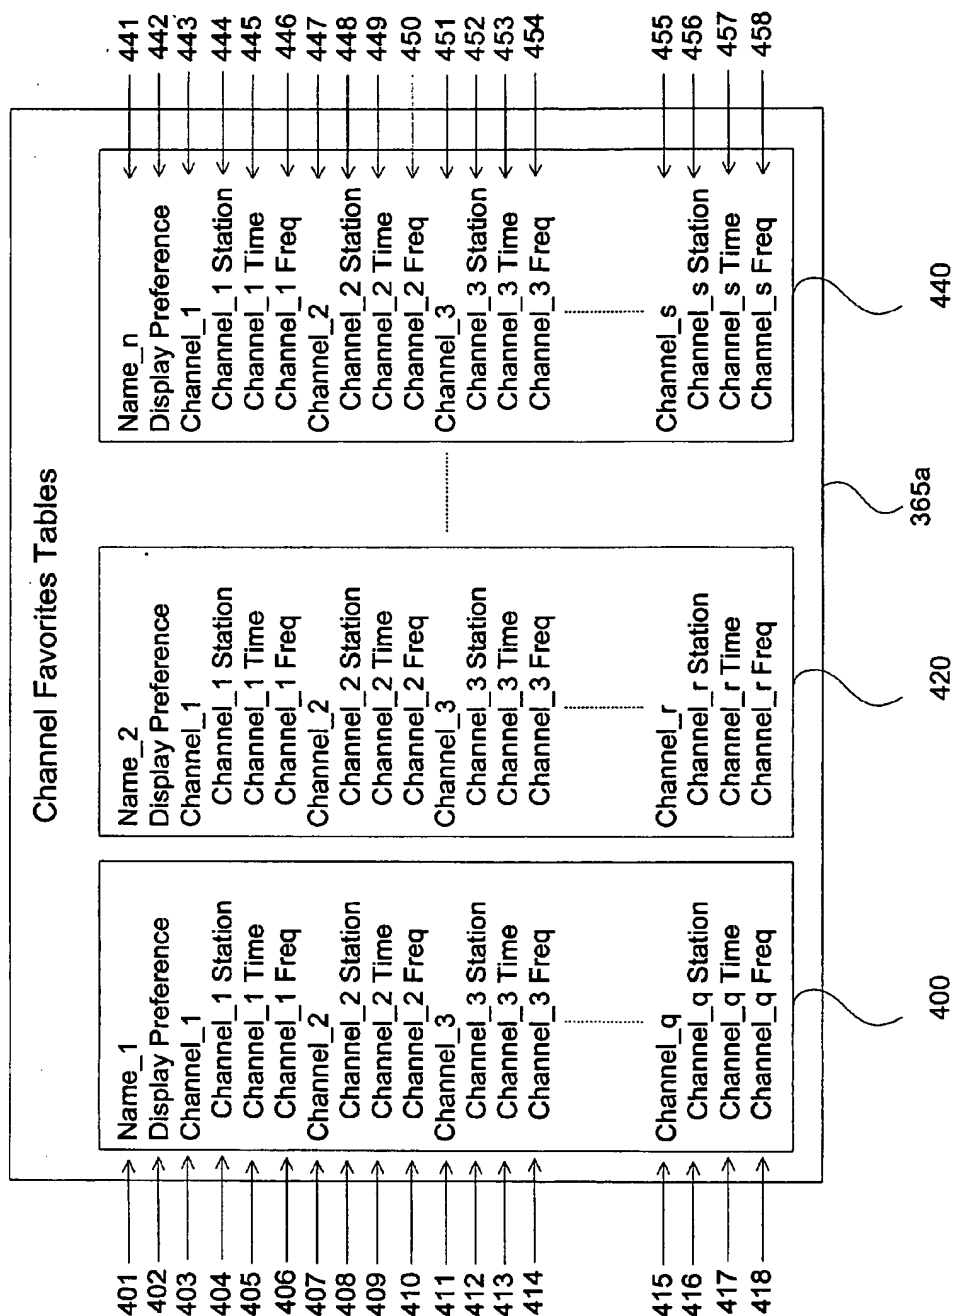 Channel Favorites Tables
401
402
403
404
405
406
407
408
409
410
411
412
413
414
415
416
417
418
Name_1
Display Preference
Channel_1
Channel_1 Station
Channel_1 Time
Channel_1 Freq
Channel_2
Channel_2 Station
Channel_2 Time
Channel_2 Freq
Channel_3
Channel_3 Station
Channel_3 Time
Channel_3 Freq
Channel_q
Channel_q Station
Channel_q Time
Channel_q Freq
400
Name_2
Display Preference
Channel_1
Channel_1 Station
Channel_1 Time
Channel_1 Freq
Channel_2
Channel_2 Station
Channel_2 Time
Channel_2 Freq
Channel_3
Channel_3 Station
Channel_3 Time
Channel_3 Freq
Channel_r
Channel_r Station
Channel_r Time
Channel_r Freq
420
Name_n
Display Preference
Channel_1
Channel_1 Station
Channel_1 Time
Channel_1 Freq
Channel_2
Channel_2 Station
Channel_2 Time
Channel_2 Freq
Channel_3
Channel_3 Station
Channel_3 Time
Channel_3 Freq
Channel_s
Channel_s Station
Channel_s Time
Channel_s Freq
440
441
442
443
444
445
446
447
448
449
450
451
452
453
454
455
456
457
458
365a